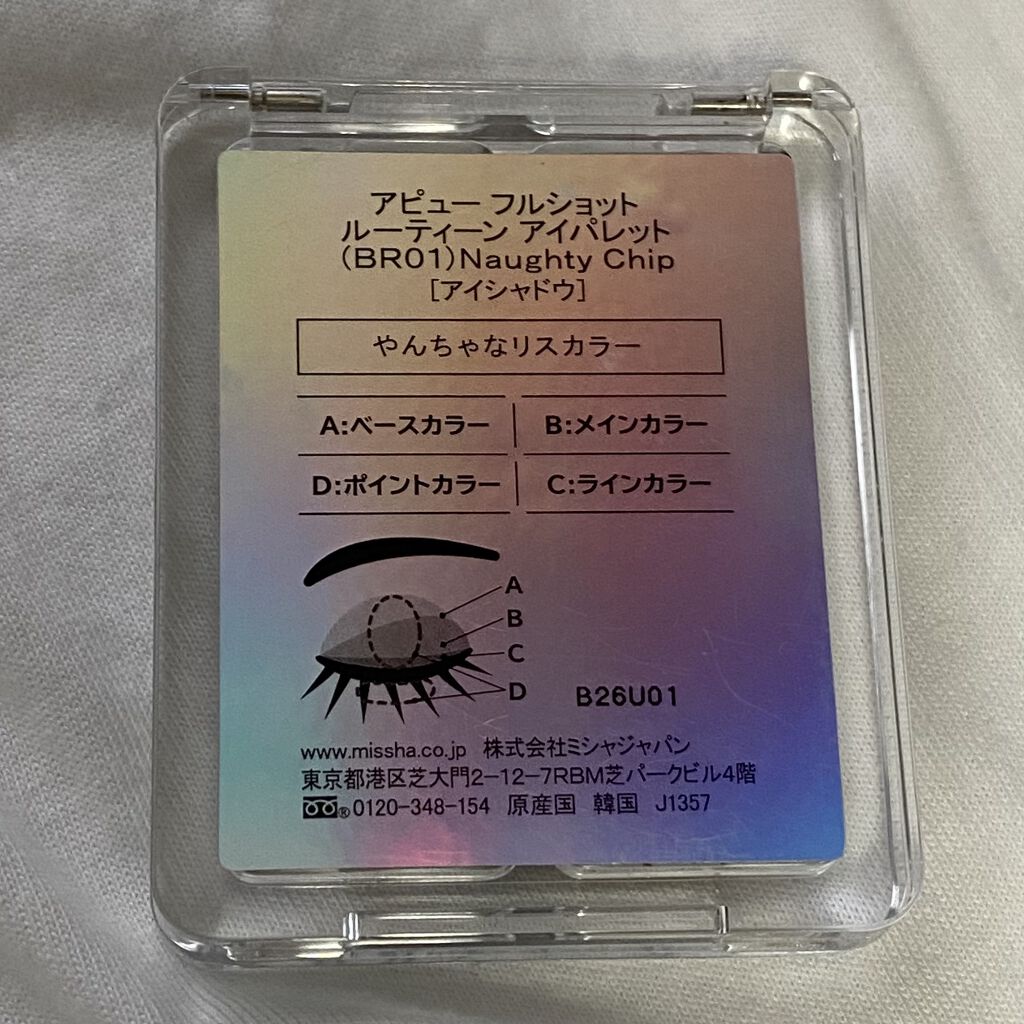 アピュー フルショット
ルーティーン アイパレット
(BR01)Naughty Chip
[アイシャドウ]
やんちゃなリスカラー
A:ベースカラー B:メインカラー
D:ポイントカラー C:ラインカラー
A
B
C
D B26U01
www.missha.co.jp 株式会社ミシャジャパン
東京都港区芝大門2-12-7RBM芝パークビル4階
®0120-348-154 原産国 韓国 J1357